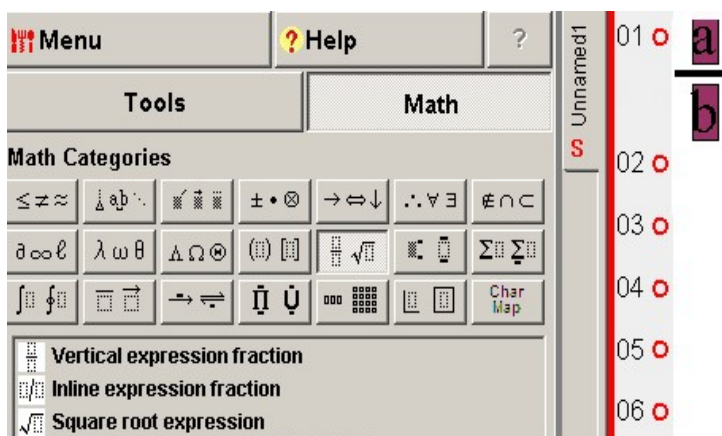 Menu
Help
?
Tools
Math
Math Categories
≤ ≠ ≈
± • ⊗
→ ⇔ ↓
∴ ∀ ∃
∉ ∩ ⊂
∂ ∞ ℓ
λ ω θ
Λ Ω Θ
Char Map
Vertical expression fraction
Inline expression fraction
Square root expression
Unnamed1
S
01
a
b
02
03
04
05
06